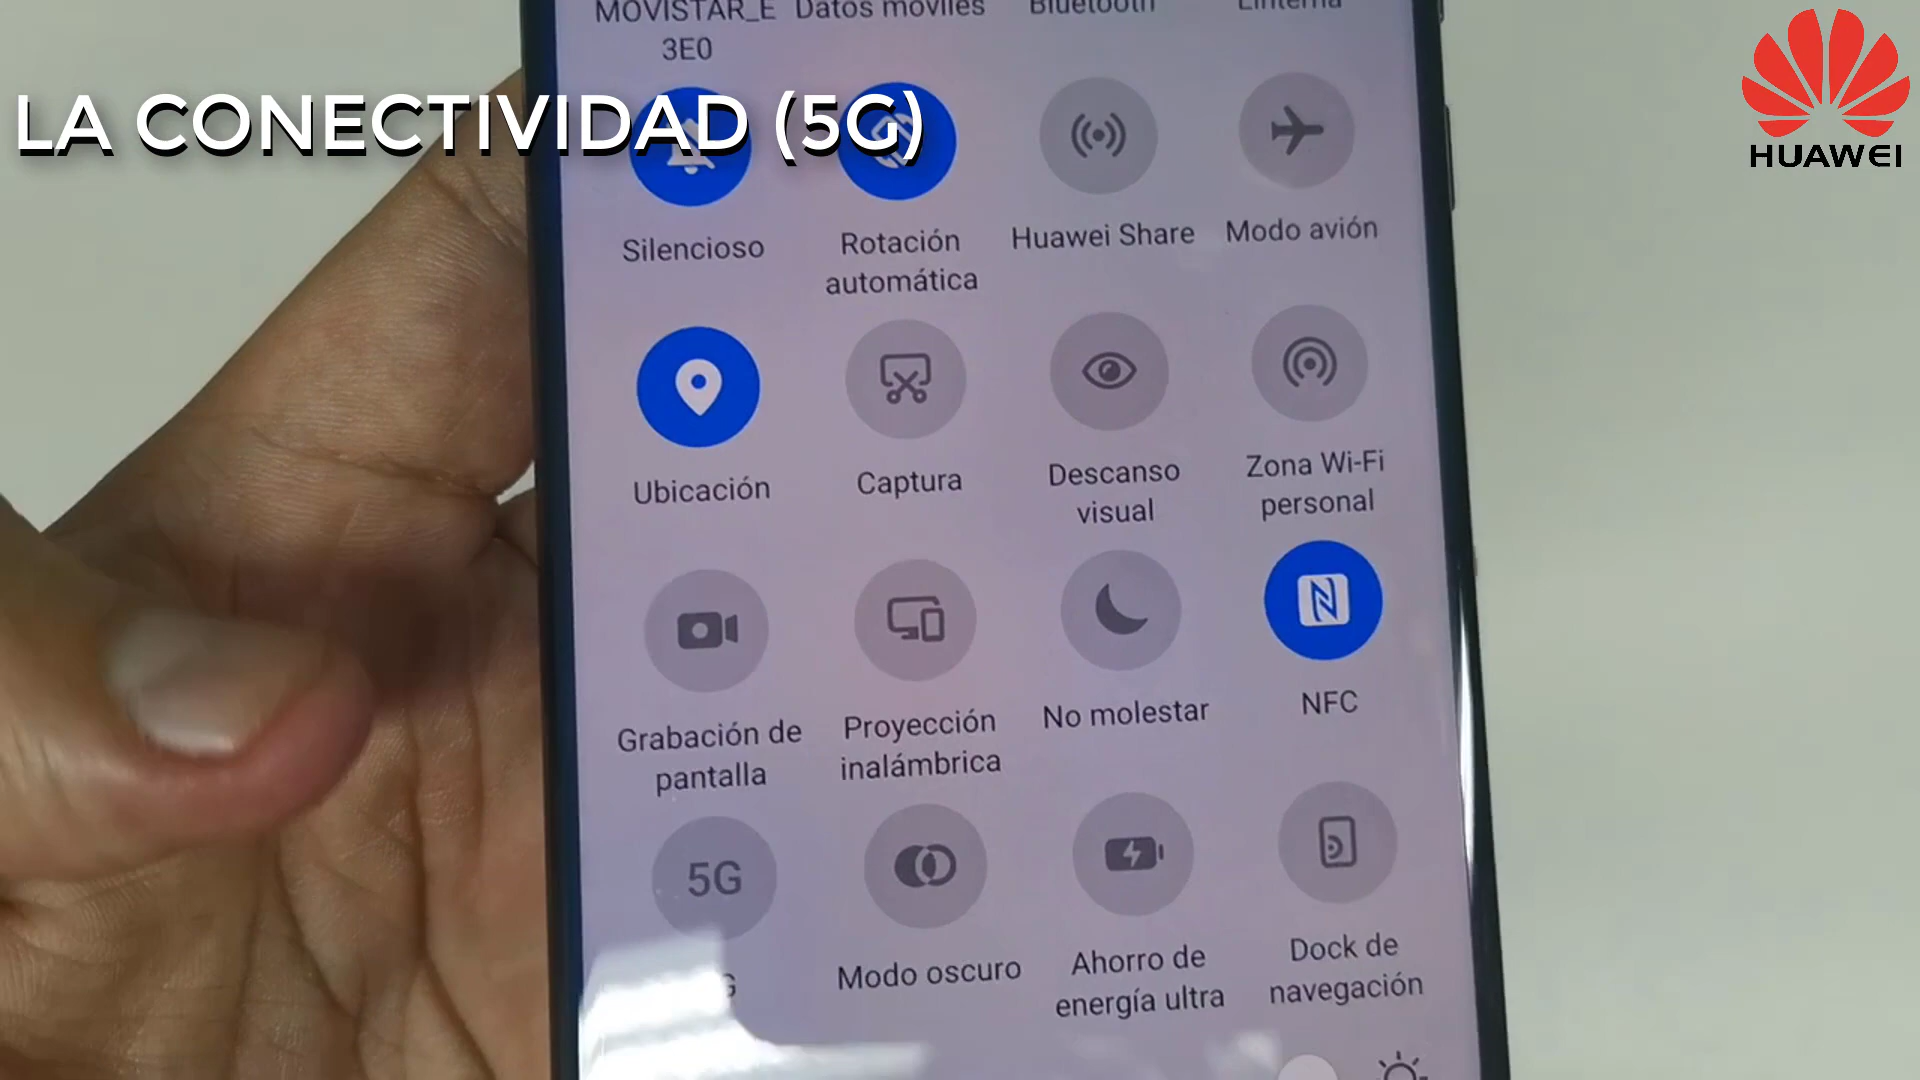 MOVISTAR_E Datos móviles Bluetooth Linterna
3E0
LA CONECTIVIDAD (5G)
HUAWEI
Silencioso
Rotación
automática
Huawei Share
Modo avión
Ubicación
Captura
Descanso
visual
Zona Wi-Fi
personal
Grabación de
pantalla
Proyección
inalámbrica
No molestar
N
NFC
5G
G
Modo oscuro
Ahorro de
energía ultra
Dock de
navegación